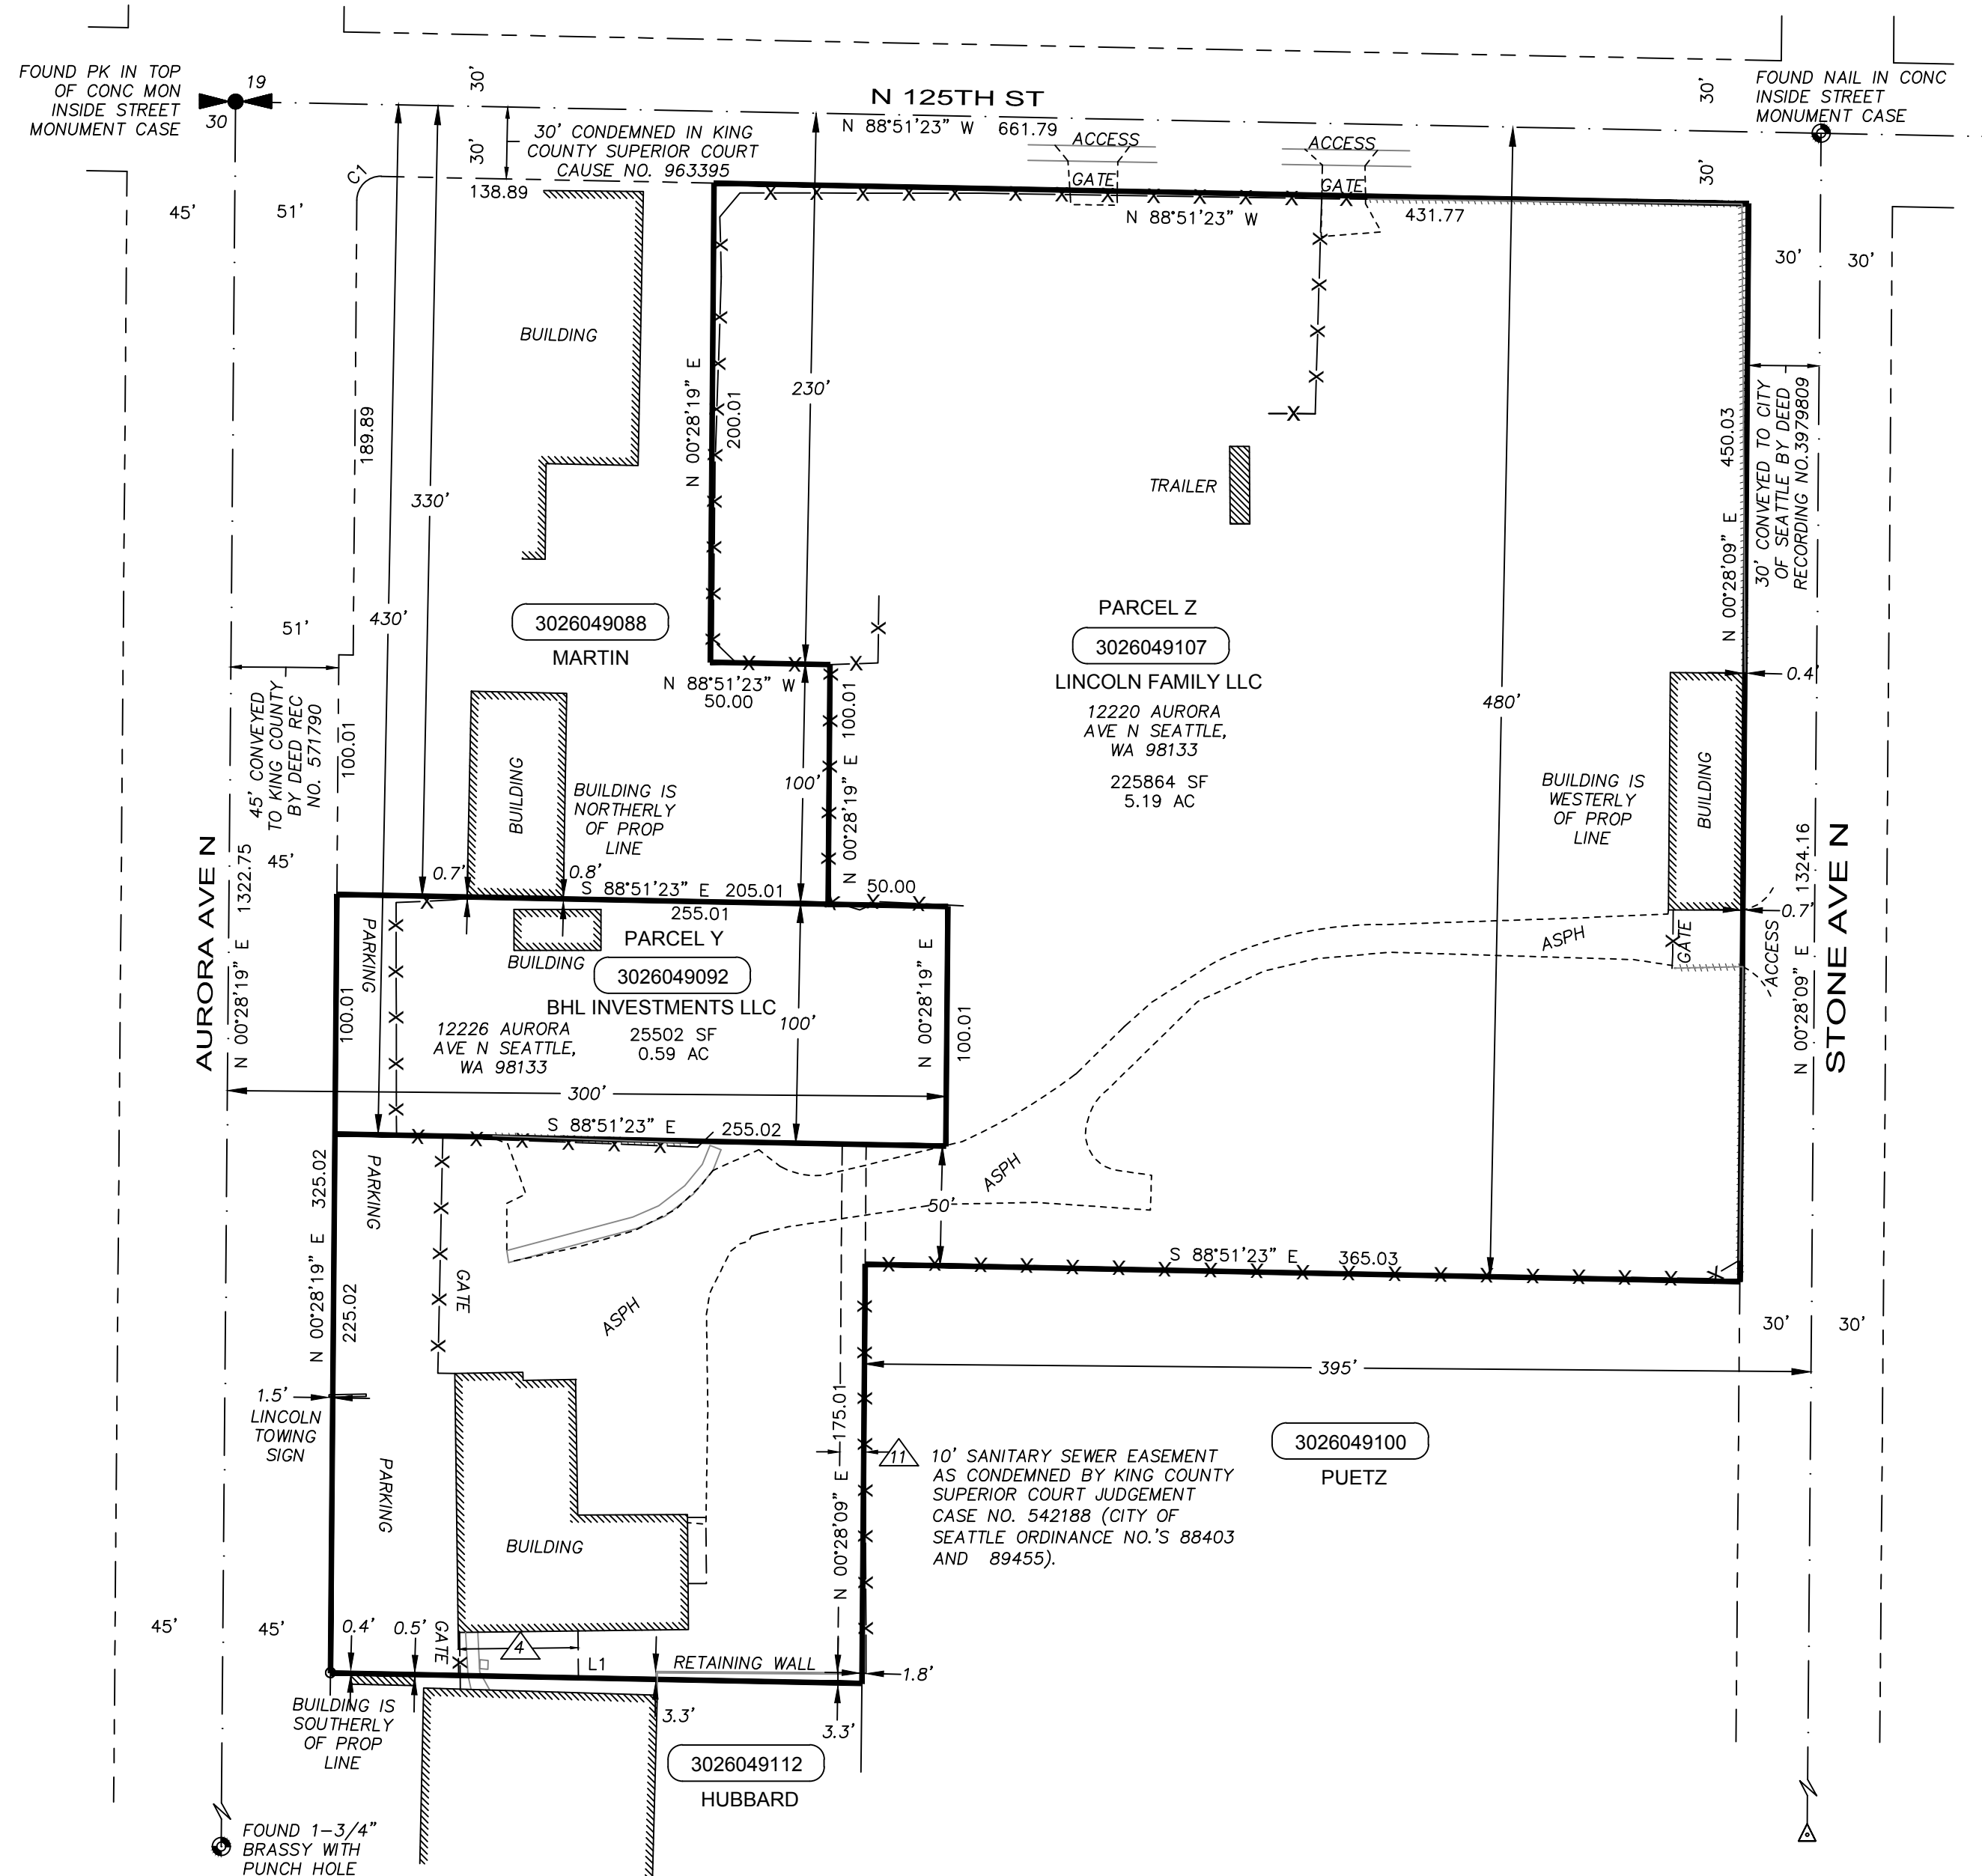 FOUND PK IN TOP
OF CONC MON
INSIDE STREET
MONUMENT CASE
19
30
30'
30'
30' CONDEMNED IN KING
COUNTY SUPERIOR COURT
CAUSE NO. 963395
N 125TH ST
N 88°51'23" W 661.79
ACCESS
GATE
ACCESS
GATE
30'
30'
FOUND NAIL IN CONC
INSIDE STREET
MONUMENT CASE
C1
138.89
N 88°51'23" W
431.77
45'
51'
30'
30'
BUILDING
189.89
330'
430'
N 00°28'19" E
200.01
230'
TRAILER
450.03
N 00°28'09" E
30' CONVEYED TO CITY
OF SEATTLE BY DEED
RECORDING NO.3979809
51'
3026049088
MARTIN
N 88°51'23" W
50.00
PARCEL Z
3026049107
LINCOLN FAMILY LLC
12220 AURORA
AVE N SEATTLE,
WA 98133
225864 SF
5.19 AC
480'
0.4'
45' CONVEYED
TO KING COUNTY
BY DEED REC
NO. 571790
100.01
45'
BUILDING
BUILDING IS
NORTHERLY
OF PROP
LINE
100'
N 00°28'19" E 100.01
BUILDING IS
WESTERLY
OF PROP
LINE
BUILDING
AURORA AVE N
N 00°28'19" E 1322.75
STONE AVE N
N 00°28'09" E 1324.16
0.7'
0.8'
S 88°51'23" E 205.01
50.00
255.01
0.7'
PARKING
PARCEL Y
BUILDING
3026049092
BHL INVESTMENTS LLC
12226 AURORA
AVE N SEATTLE,
WA 98133
25502 SF
0.59 AC
100.01
100'
N 00°28'19" E
100.01
ASPH
GATE
ACCESS
300'
S 88°51'23" E 255.02
N 00°28'19" E 325.02
225.02
PARKING
GATE
ASPH
ASPH
50'
S 88°51'23" E 365.03
30'
30'
395'
1.5'
LINCOLN
TOWING
SIGN
PARKING
BUILDING
N 00°28'09" E 175.01
11
10' SANITARY SEWER EASEMENT
AS CONDEMNED BY KING COUNTY
SUPERIOR COURT JUDGEMENT
CASE NO. 542188 (CITY OF
SEATTLE ORDINANCE NO.'S 88403
AND 89455).
3026049100
PUETZ
45'
45'
0.4'
0.5'
GATE
4
L1
RETAINING WALL
1.8'
3.3'
3.3'
BUILDING IS
SOUTHERLY
OF PROP
LINE
3026049112
HUBBARD
FOUND 1-3/4"
BRASSY WITH
PUNCH HOLE